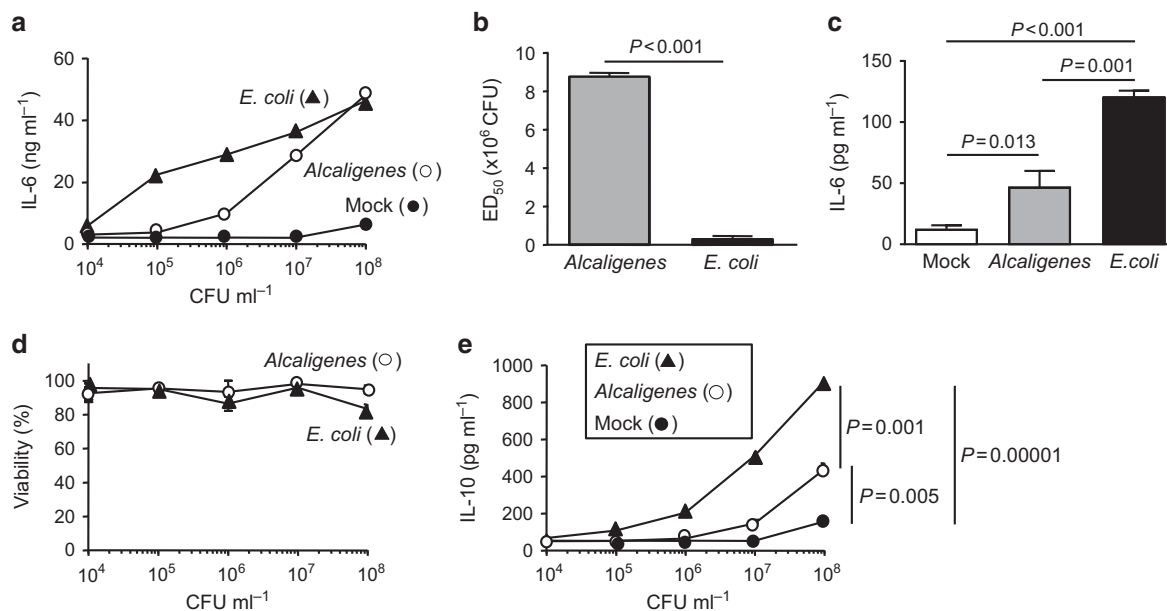 a
60
40
20
0
IL-6 (ng ml⁻¹)
E. coli (▲)
Alcaligenes (○)
Mock (●)
10⁴ 10⁵ 10⁶ 10⁷ 10⁸
CFU ml⁻¹
b
P<0.001
10
8
6
4
2
0
ED₅₀ (x10⁶ CFU)
Alcaligenes E. coli
c
P<0.001
P=0.001
P=0.013
150
100
50
0
IL-6 (pg ml⁻¹)
Mock Alcaligenes E.coli
d
Alcaligenes (○)
E. coli (▲)
100
80
60
40
20
0
Viability (%)
10⁴ 10⁵ 10⁶ 10⁷ 10⁸
CFU ml⁻¹
e
E. coli (▲)
Alcaligenes (○)
Mock (●)
1000
800
600
400
200
0
IL-10 (pg ml⁻¹)
P=0.001
P=0.005
P=0.00001
10⁴ 10⁵ 10⁶ 10⁷ 10⁸
CFU ml⁻¹